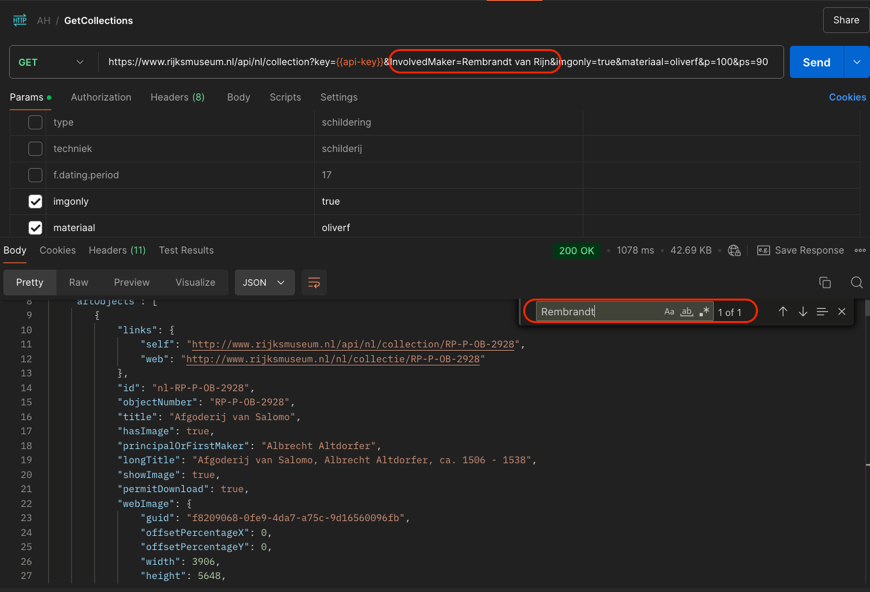 HTTP AH / GetCollections Share
GET https://www.rijksmuseum.nl/api/nl/collection?key={{api-key}}&InvolvedMaker=Rembrandt van Rijn&imgonly=true&materiaal=oliverf&p=100&ps=90 Send
Params Authorization Headers (8) Body Scripts Settings Cookies
type schildering
techniek schilderij
f.dating.period 17
imgonly true
materiaal oliverf
Body Cookies Headers (11) Test Results 200 OK • 1078 ms • 42.69 KB • Save Response
Pretty Raw Preview Visualize JSON
8 "artObjects": [
Rembrandt Aa ab .* 1 of 1
9 {
10 "links": {
11 "self": "http://www.rijksmuseum.nl/api/nl/collection/RP-P-OB-2928",
12 "web": "http://www.rijksmuseum.nl/nl/collectie/RP-P-OB-2928"
13 },
14 "id": "nl-RP-P-OB-2928",
15 "objectNumber": "RP-P-OB-2928",
16 "title": "Afgoderij van Salomo",
17 "hasImage": true,
18 "principalOrFirstMaker": "Albrecht Altdorfer",
19 "longTitle": "Afgoderij van Salomo, Albrecht Altdorfer, ca. 1506 - 1538",
20 "showImage": true,
21 "permitDownload": true,
22 "webImage": {
23 "guid": "f8209068-0fe9-4da7-a75c-9d16560096fb",
24 "offsetPercentageX": 0,
25 "offsetPercentageY": 0,
26 "width": 3906,
27 "height": 5648,